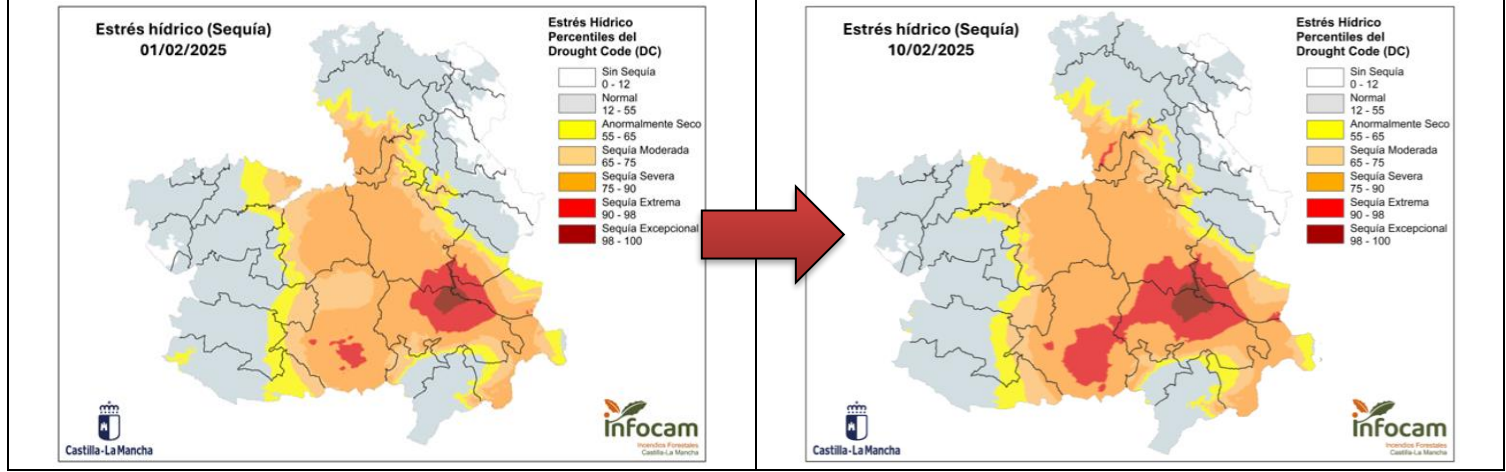 Estrés hídrico (Sequía)
01/02/2025
Estrés Hídrico
Percentiles del
Drought Code (DC)
Sin Sequía
0 - 12
Normal
12 - 55
Anormalmente Seco
55 - 65
Sequía Moderada
65 - 75
Sequía Severa
75 - 90
Sequía Extrema
90 - 98
Sequía Excepcional
98 - 100
Castilla-La Mancha
infocam
Incendios Forestales
Castilla-La Mancha
Estrés hídrico (Sequía)
10/02/2025
Estrés Hídrico
Percentiles del
Drought Code (DC)
Sin Sequía
0 - 12
Normal
12 - 55
Anormalmente Seco
55 - 65
Sequía Moderada
65 - 75
Sequía Severa
75 - 90
Sequía Extrema
90 - 98
Sequía Excepcional
98 - 100
Castilla-La Mancha
infocam
Incendios Forestales
Castilla-La Mancha